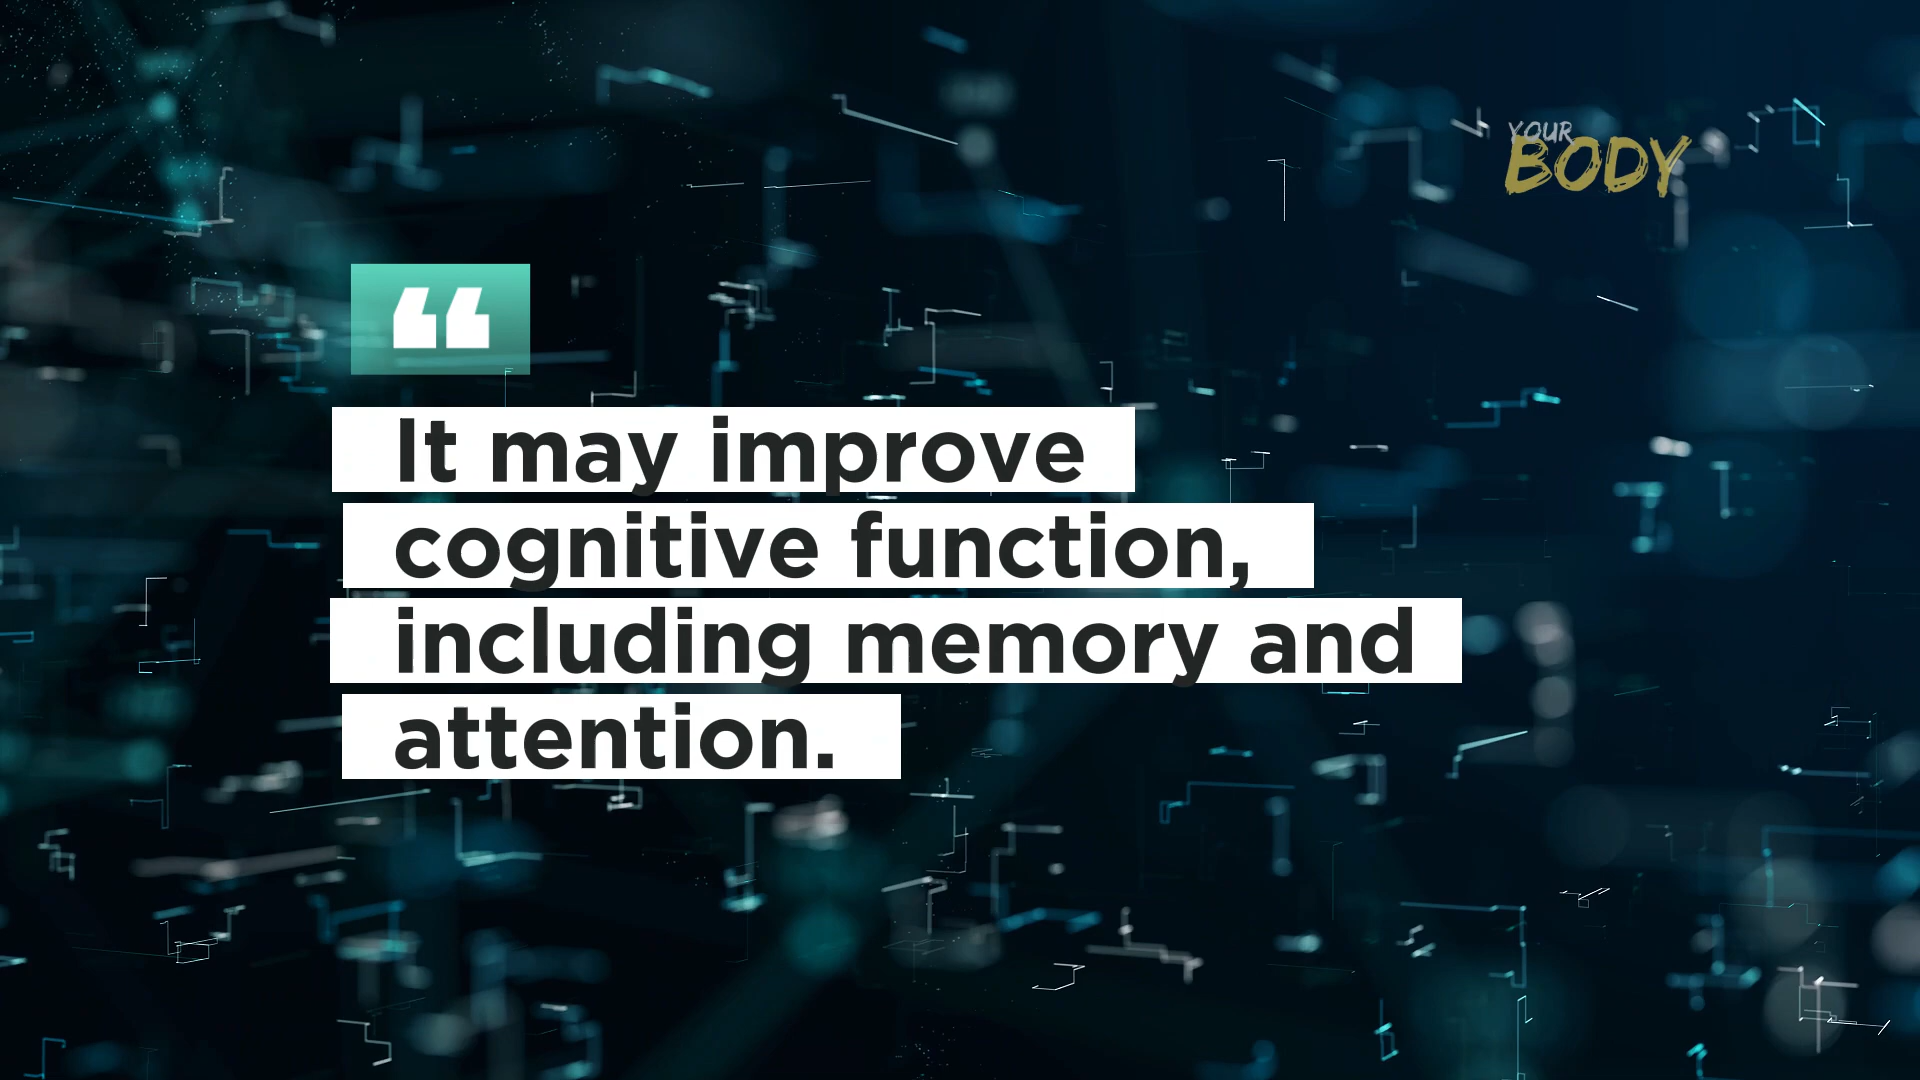 YOUR
BODY
“
It may improve
cognitive function,
including memory and
attention.